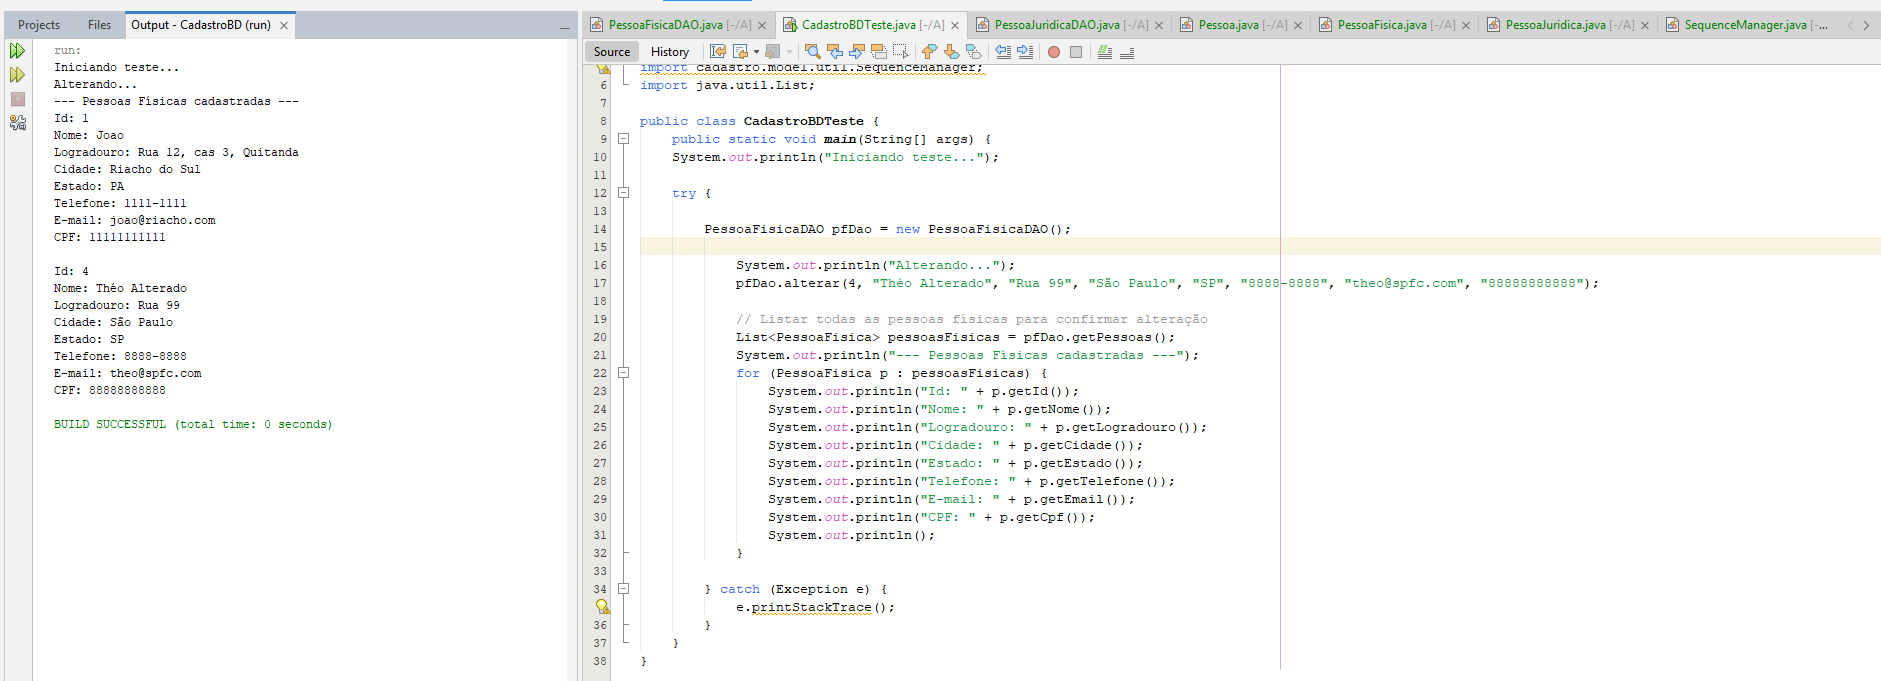 Projects Files Output - CadastroBD (run)
run:
Iniciando teste...
Alterando...
--- Pessoas Físicas cadastradas ---
Id: 1
Nome: Joao
Logradouro: Rua 12, cas 3, Quitanda
Cidade: Riacho do Sul
Estado: PA
Telefone: 1111-1111
E-mail: joao@riacho.com
CPF: 11111111111
Id: 4
Nome: Théo Alterado
Logradouro: Rua 99
Cidade: São Paulo
Estado: SP
Telefone: 8888-8888
E-mail: theo@spfc.com
CPF: 88888888888
BUILD SUCCESSFUL (total time: 0 seconds)
PessoaFisicaDAO.java [-/A] CadastroBDTeste.java [-/A] PessoaJuridicaDAO.java [-/A] Pessoa.java [-/A] PessoaFisica.java [-/A] PessoaJuridica.java [-/A] SequenceManager.java [-...
Source History
import cadastro.model.util.SequenceManager;
6 import java.util.List;
7
8 public class CadastroBDTeste {
9 public static void main(String[] args) {
10 System.out.println("Iniciando teste...");
11
12 try {
13
14 PessoaFisicaDAO pfDao = new PessoaFisicaDAO();
15
16 System.out.println("Alterando...");
17 pfDao.alterar(4, "Théo Alterado", "Rua 99", "São Paulo", "SP", "8888-8888", "theo@spfc.com", "88888888888");
18
19 // Listar todas as pessoas físicas para confirmar alteração
20 List<PessoaFisica> pessoasFisicas = pfDao.getPessoas();
21 System.out.println("--- Pessoas Físicas cadastradas ---");
22 for (PessoaFisica p : pessoasFisicas) {
23 System.out.println("Id: " + p.getId());
24 System.out.println("Nome: " + p.getNome());
25 System.out.println("Logradouro: " + p.getLogradouro());
26 System.out.println("Cidade: " + p.getCidade());
27 System.out.println("Estado: " + p.getEstado());
28 System.out.println("Telefone: " + p.getTelefone());
29 System.out.println("E-mail: " + p.getEmail());
30 System.out.println("CPF: " + p.getCpf());
31 System.out.println();
32 }
33
34 } catch (Exception e) {
e.printStackTrace();
36 }
37 }
38 }